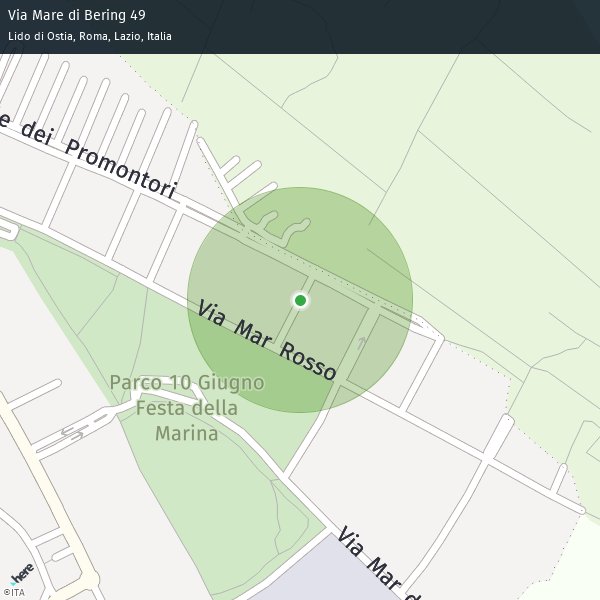 Via Mare di Bering 49
Lido di Ostia, Roma, Lazio, Italia
e dei Promontori
Via Mar Rosso
Parco 10 Giugno
Festa della
Marina
Via Mar d
here
©ITA